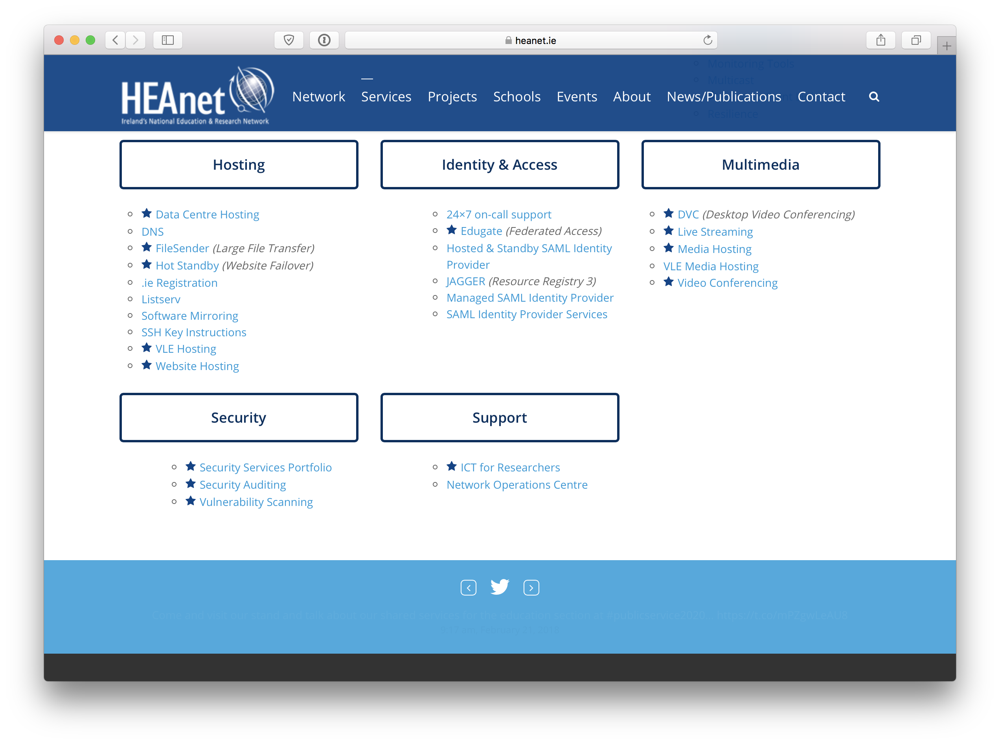 heanet.ie
Monitoring Tools
Multicast
HEAnet
Ireland's National Education & Research Network
Network Services Projects Schools Events About News/Publications Contact
Resilience
Hosting
Data Centre Hosting
DNS
FileSender (Large File Transfer)
Hot Standby (Website Failover)
.ie Registration
Listserv
Software Mirroring
SSH Key Instructions
VLE Hosting
Website Hosting
Identity & Access
24×7 on-call support
Edugate (Federated Access)
Hosted & Standby SAML Identity
Provider
JAGGER (Resource Registry 3)
Managed SAML Identity Provider
SAML Identity Provider Services
Multimedia
DVC (Desktop Video Conferencing)
Live Streaming
Media Hosting
VLE Media Hosting
Video Conferencing
Security
Security Services Portfolio
Security Auditing
Vulnerability Scanning
Support
ICT for Researchers
Network Operations Centre
Come and visit our stand and talk about our shared services for the education section at #publicservice2020... https://t.co/mPZgwLeAU8
9:17 am, February 21, 2018